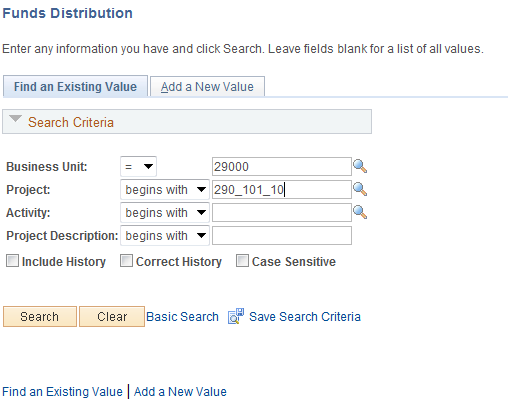 Funds Distribution
Enter any information you have and click Search. Leave fields blank for a list of all values.
Find an Existing Value Add a New Value
Search Criteria
Business Unit: = 29000
Project: begins with 290_101_10
Activity: begins with
Project Description: begins with
Include History Correct History Case Sensitive
Search Clear Basic Search Save Search Criteria
Find an Existing Value | Add a New Value